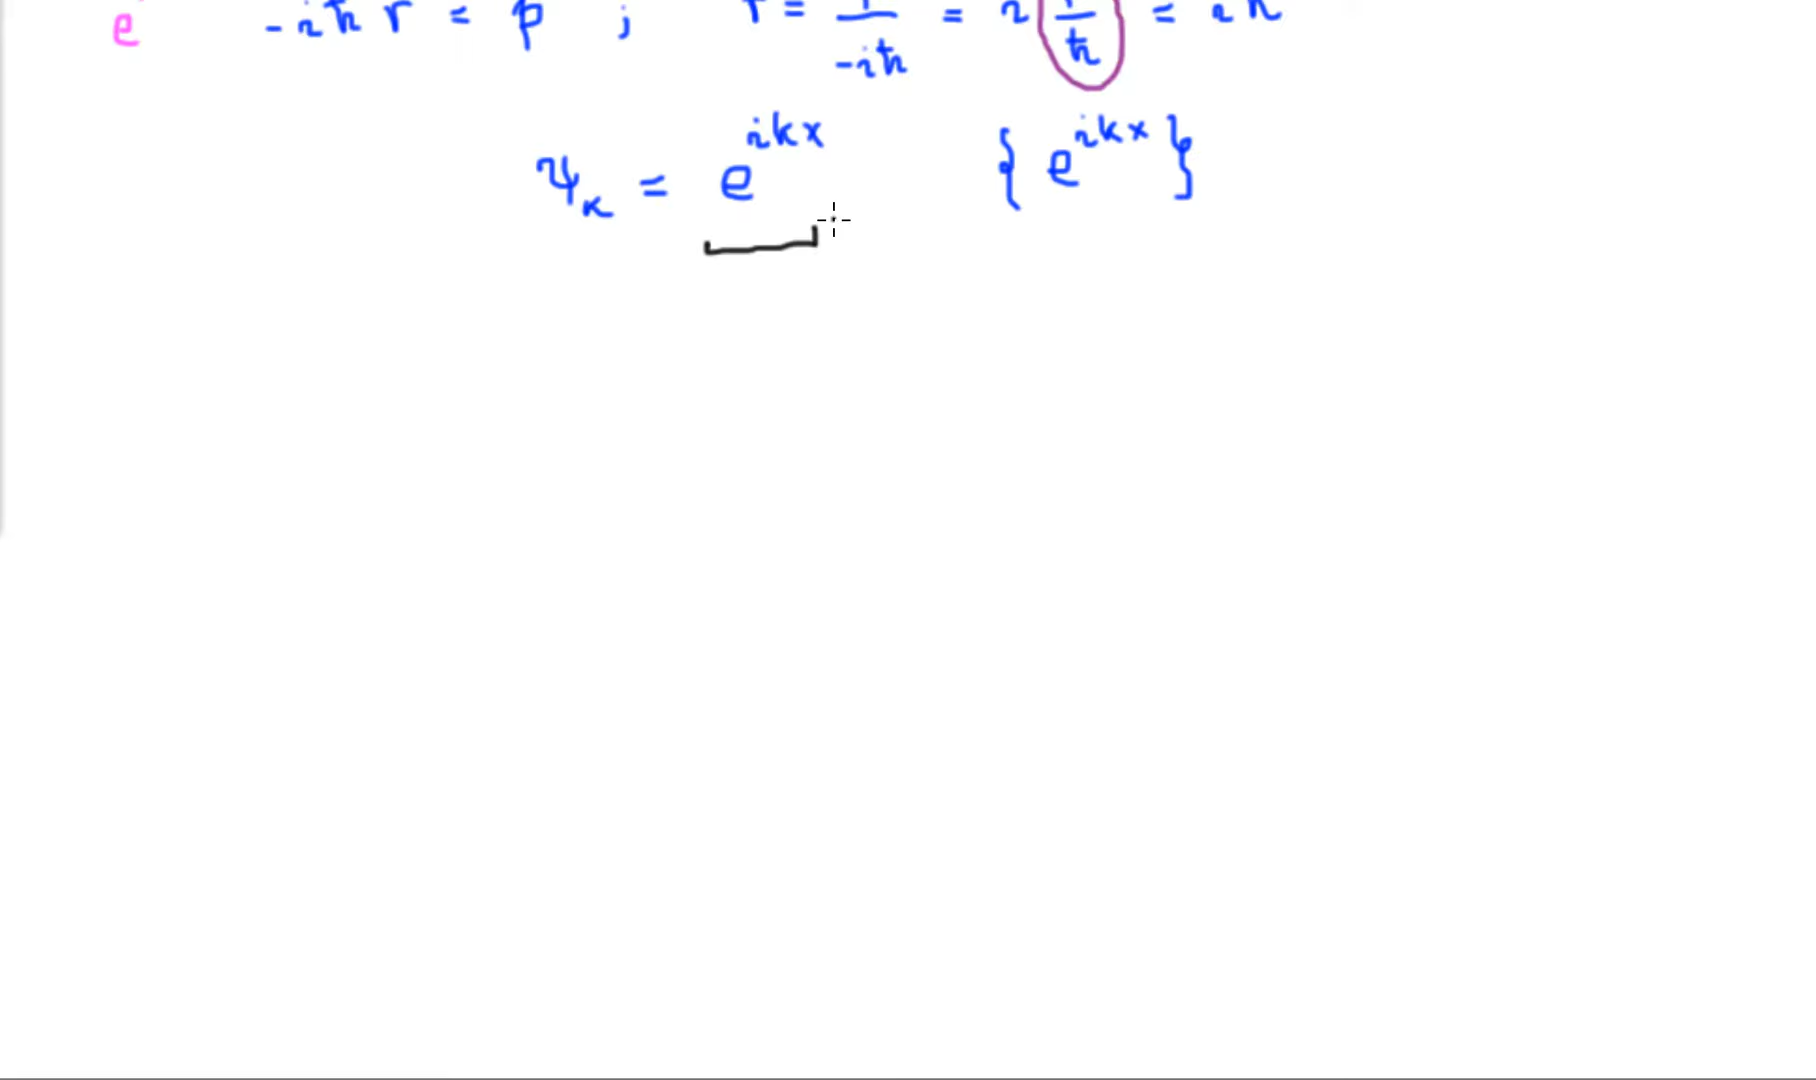 e -iħ r = p ; r = p/-iħ = i p/ħ = ik
ψ_k = e^{ikx} { e^{ikx} }